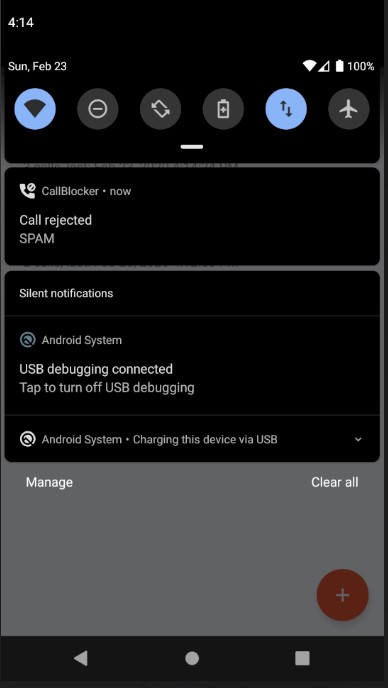 4:14
Sun, Feb 23
100%
CallBlocker • now
Call rejected
SPAM
Silent notifications
Android System
USB debugging connected
Tap to turn off USB debugging
Android System • Charging this device via USB
Manage
Clear all